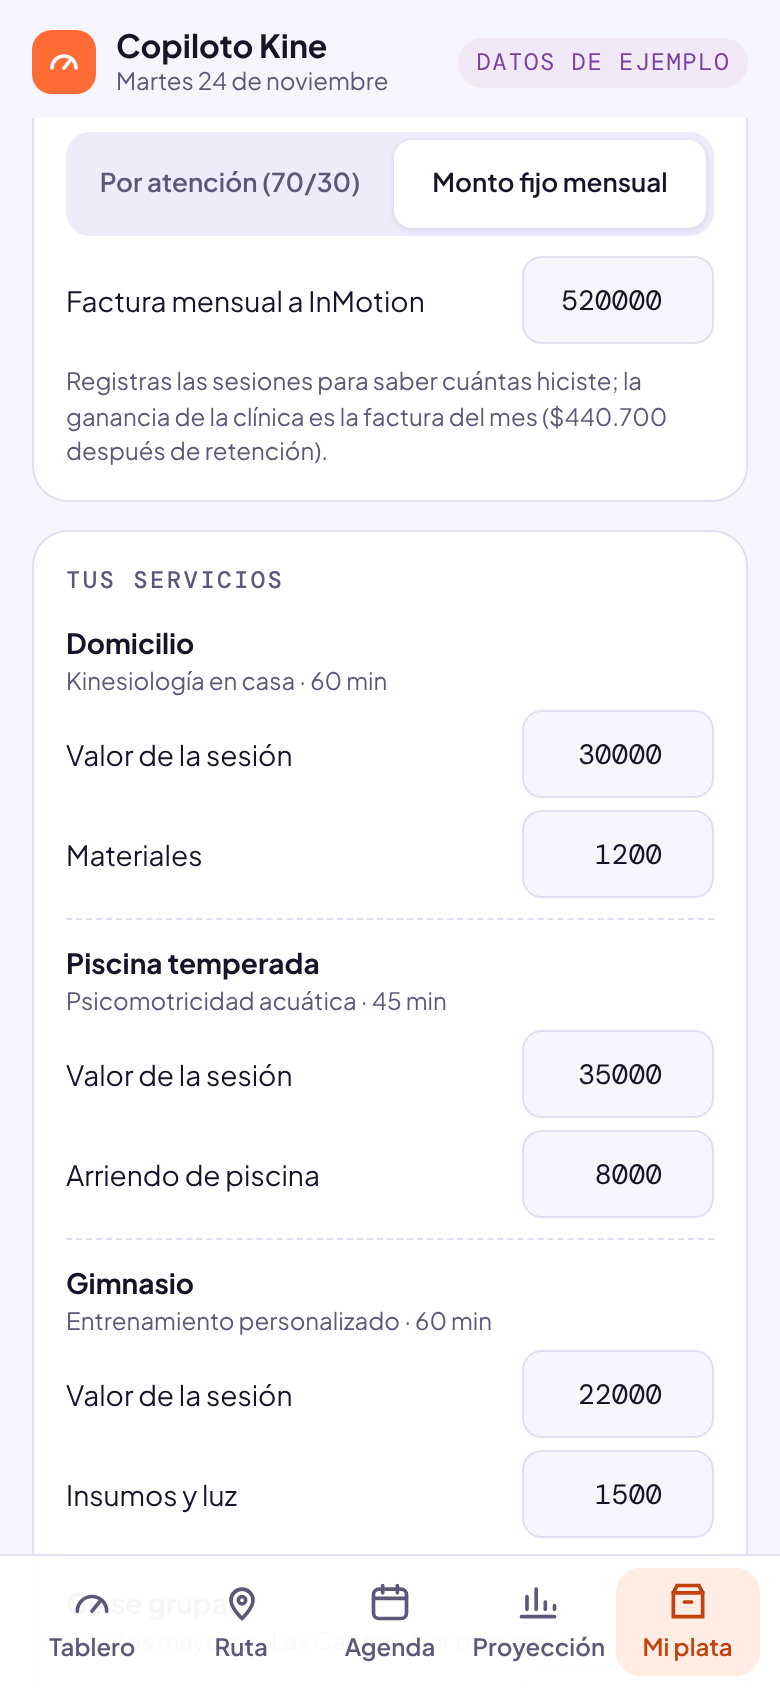 Copiloto Kine
Martes 24 de noviembre
DATOS DE EJEMPLO
Por atención (70/30)
Monto fijo mensual
Factura mensual a InMotion
520000
Registras las sesiones para saber cuántas hiciste; la
ganancia de la clínica es la factura del mes ($440.700
después de retención).
TUS SERVICIOS
Domicilio
Kinesiología en casa · 60 min
Valor de la sesión
30000
Materiales
1200
Piscina temperada
Psicomotricidad acuática · 45 min
Valor de la sesión
35000
Arriendo de piscina
8000
Gimnasio
Entrenamiento personalizado · 60 min
Valor de la sesión
22000
Insumos y luz
1500
Tablero
Ruta
Agenda
Proyección
Mi plata